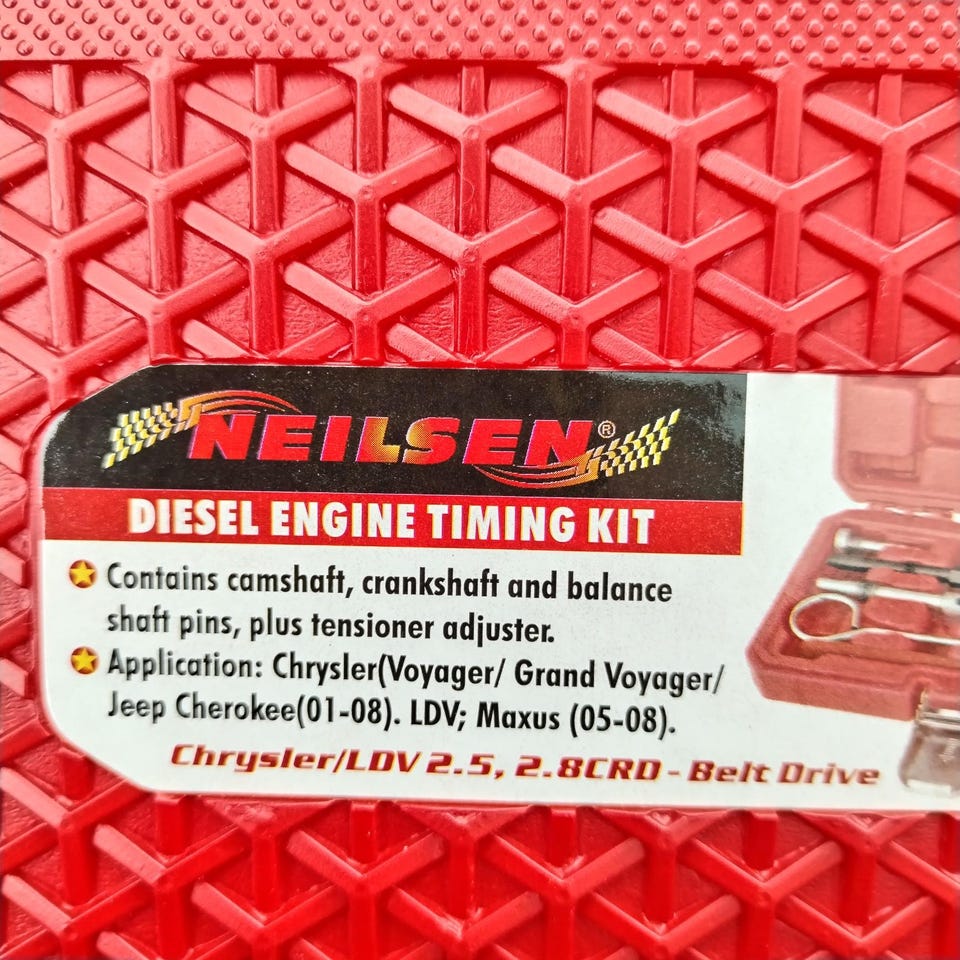 NEILSEN®
DIESEL ENGINE TIMING KIT
Contains camshaft, crankshaft and balance
shaft pins, plus tensioner adjuster.
Application: Chrysler(Voyager/ Grand Voyager/
Jeep Cherokee(01-08). LDV; Maxus (05-08).
Chrysler/LDV 2.5, 2.8CRD - Belt Drive